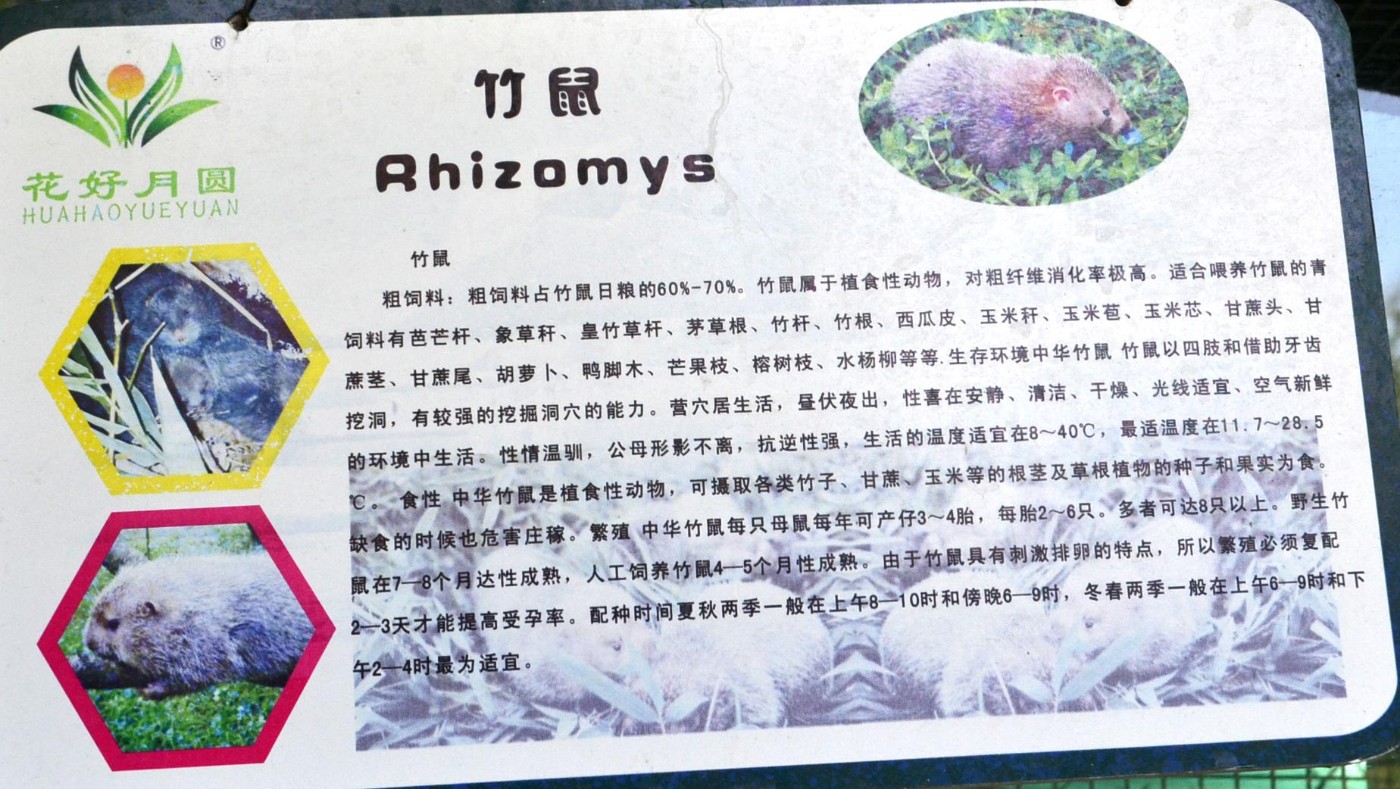 ®
花好月圆
HUAHAOYUEYUAN
竹鼠
Rhizomys
竹鼠
粗饲料：粗饲料占竹鼠日粮的60%-70%。竹鼠属于植食性动物，对粗纤维消化率极高。适合喂养竹鼠的青
饲料有芭芒杆、象草秆、皇竹草杆、茅草根、竹杆、竹根、西瓜皮、玉米秆、玉米苞、玉米芯、甘蔗头、甘
蔗茎、甘蔗尾、胡萝卜、鸭脚木、芒果枝、榕树枝、水杨柳等等.生存环境中华竹鼠 竹鼠以四肢和借助牙齿
挖洞，有较强的挖掘洞穴的能力。营穴居生活，昼伏夜出，性喜在安静、清洁、干燥、光线适宜、空气新鲜
的环境中生活。性情温驯，公母形影不离，抗逆性强，生活的温度适宜在8～40℃，最适温度在11.7～28.5
℃。 食性 中华竹鼠是植食性动物，可摄取各类竹子、甘蔗、玉米等的根茎及草根植物的种子和果实为食。
缺食的时候也危害庄稼。繁殖 中华竹鼠每只母鼠每年可产仔3～4胎，每胎2～6只。多者可达8只以上。野生竹
鼠在7—8个月达性成熟，人工饲养竹鼠4—5个月性成熟。由于竹鼠具有刺激排卵的特点，所以繁殖必须复配
2—3天才能提高受孕率。配种时间夏秋两季一般在上午8—10时和傍晚6—9时，冬春两季一般在上午6—9时和下
午2—4时最为适宜。